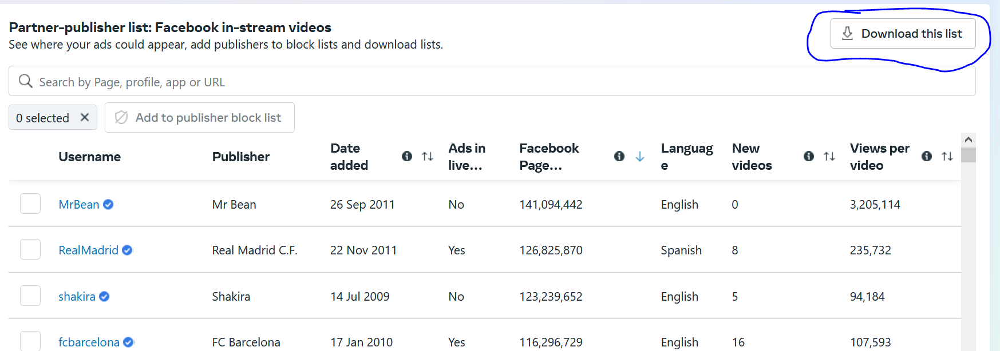 Partner-publisher list: Facebook in-stream videos
Download this list
See where your ads could appear, add publishers to block lists and download lists.
Search by Page, profile, app or URL
0 selected Add to publisher block list
Username Publisher Date added Ads in live... Facebook Page... Languag e New videos Views per video
MrBean Mr Bean 26 Sep 2011 No 141,094,442 English 0 3,205,114
RealMadrid Real Madrid C.F. 22 Nov 2011 Yes 126,825,870 Spanish 8 235,732
shakira Shakira 14 Jul 2009 No 123,239,652 English 5 94,184
fcbarcelona FC Barcelona 17 Jan 2010 Yes 116,296,729 English 16 107,593